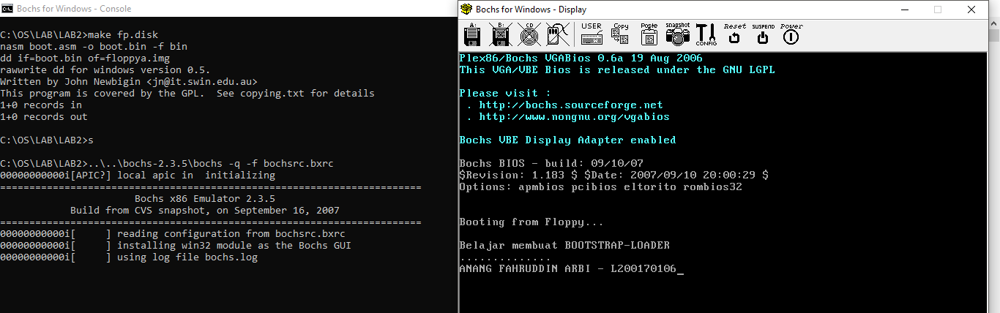 Bochs for Windows - Console
C:\OS\LAB\LAB2>make fp.disk
nasm boot.asm -o boot.bin -f bin
dd if=boot.bin of=floppya.img
rawwrite dd for windows version 0.5.
Written by John Newbigin <jn@it.swin.edu.au>
This program is covered by the GPL.  See copying.txt for details
1+0 records in
1+0 records out
C:\OS\LAB\LAB2>s
C:\OS\LAB\LAB2>..\..\bochs-2.3.5\bochs -q -f bochsrc.bxrc
00000000000i[APIC?] local apic in  initializing
========================================================================
Bochs x86 Emulator 2.3.5
Build from CVS snapshot, on September 16, 2007
========================================================================
00000000000i[     ] reading configuration from bochsrc.bxrc
00000000000i[     ] installing win32 module as the Bochs GUI
00000000000i[     ] using log file bochs.log
Bochs for Windows - Display
A: B: CD USER Copy Paste snapshot CONFIG Reset SUSPEND Power
Plex86/Bochs VGABios 0.6a 19 Aug 2006
This VGA/VBE Bios is released under the GNU LGPL
Please visit :
. http://bochs.sourceforge.net
. http://www.nongnu.org/vgabios
Bochs VBE Display Adapter enabled
Bochs BIOS - build: 09/10/07
$Revision: 1.183 $ $Date: 2007/09/10 20:00:29 $
Options: apmbios pcibios eltorito rombios32
Booting from Floppy...
Belajar membuat BOOTSTRAP-LOADER
..............
ANANG FAHRUDDIN ARBI - L200170106_